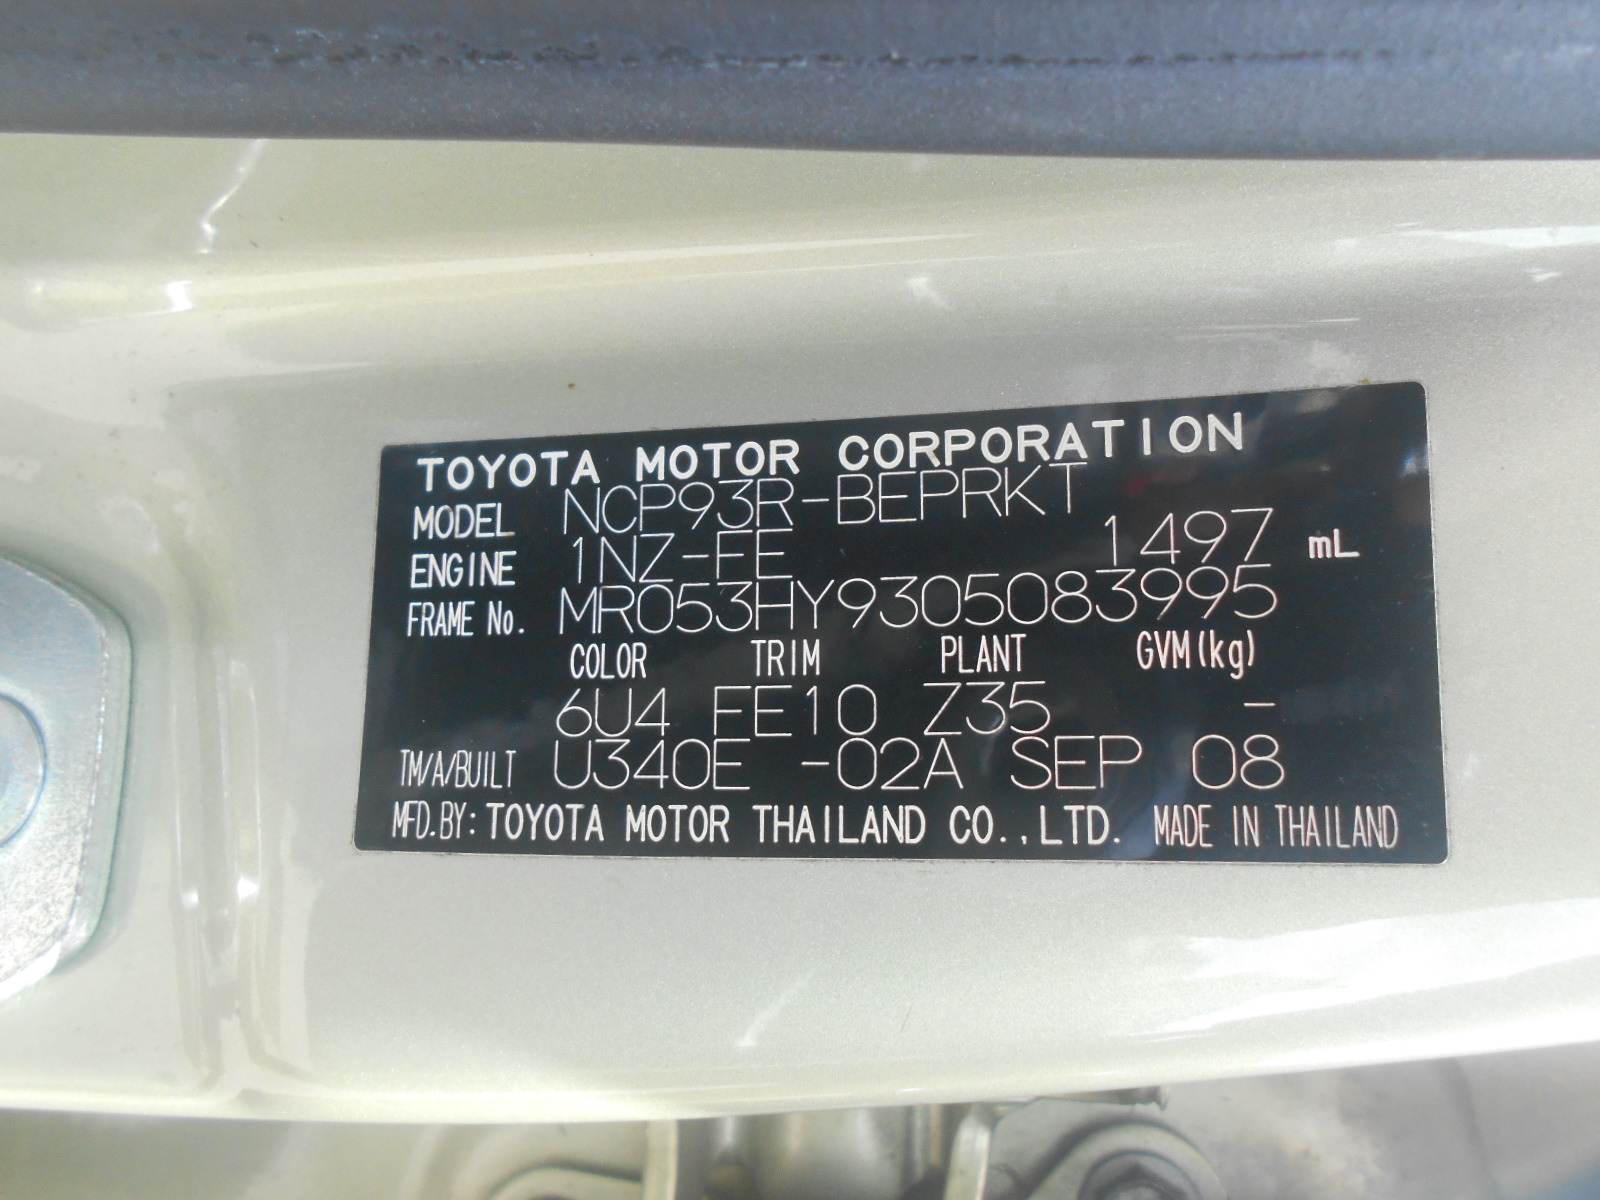 TOYOTA MOTOR CORPORATION
MODEL NCP93R-BEPRKT
ENGINE 1NZ-FE 1497 mL
FRAME No. MR053HY9305083995
COLOR TRIM PLANT GVM(kg)
6U4 FE10 Z35 -
TM/A/BUILT U340E -02A SEP 08
MFD.BY: TOYOTA MOTOR THAILAND CO.,LTD. MADE IN THAILAND